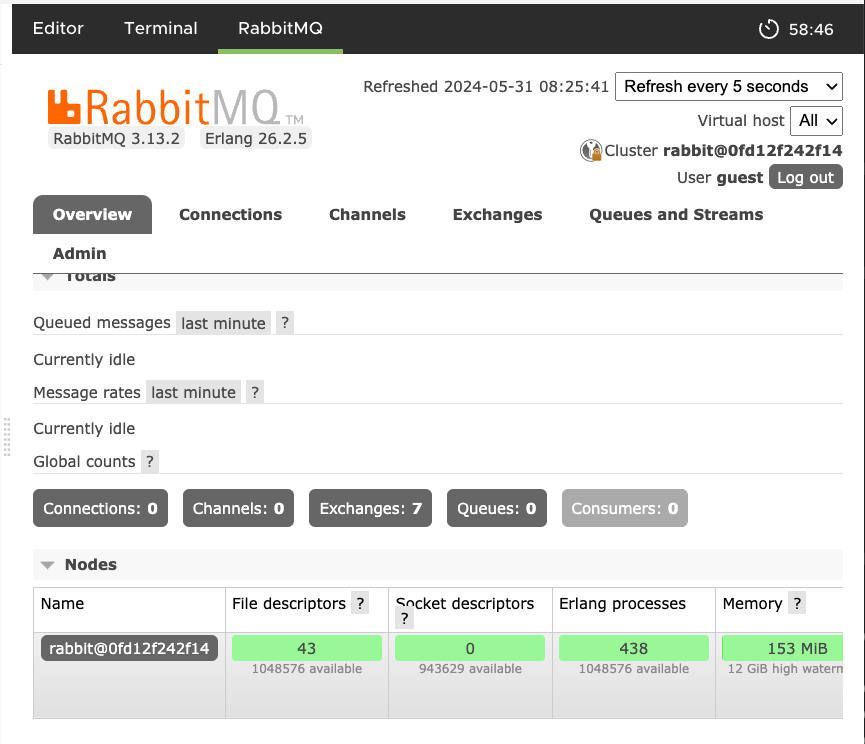 Editor Terminal RabbitMQ 58:46
Refreshed 2024-05-31 08:25:41 Refresh every 5 seconds
RabbitMQ TM
Virtual host All
RabbitMQ 3.13.2 Erlang 26.2.5
Cluster rabbit@0fd12f242f14
User guest Log out
Overview Connections Channels Exchanges Queues and Streams
Admin
Totals
Queued messages last minute ?
Currently idle
Message rates last minute ?
Currently idle
Global counts ?
Connections: 0 Channels: 0 Exchanges: 7 Queues: 0 Consumers: 0
Nodes
Name File descriptors ? Socket descriptors ? Erlang processes Memory ?
rabbit@0fd12f242f14 43 0 438 153 MiB
1048576 available 943629 available 1048576 available 12 GiB high waterm